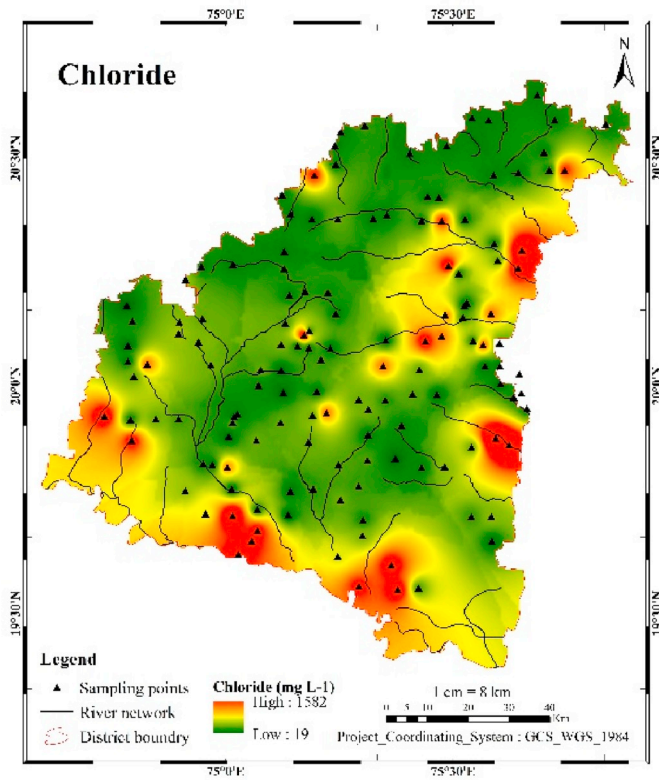 75°0'E 75°30'E
Chloride
N
20°30'N 20°30'N
20°0'N 20°0'N
19°30'N 19°30'N
Legend
Sampling points
River network
District boundary
Chloride (mg L-1)
High : 1582
Low : 19
1 cm = 8 km
0 5 10 20 30 40
Km
Project_Coordinating_System : GCS_WGS_1984
75°0'E 75°30'E